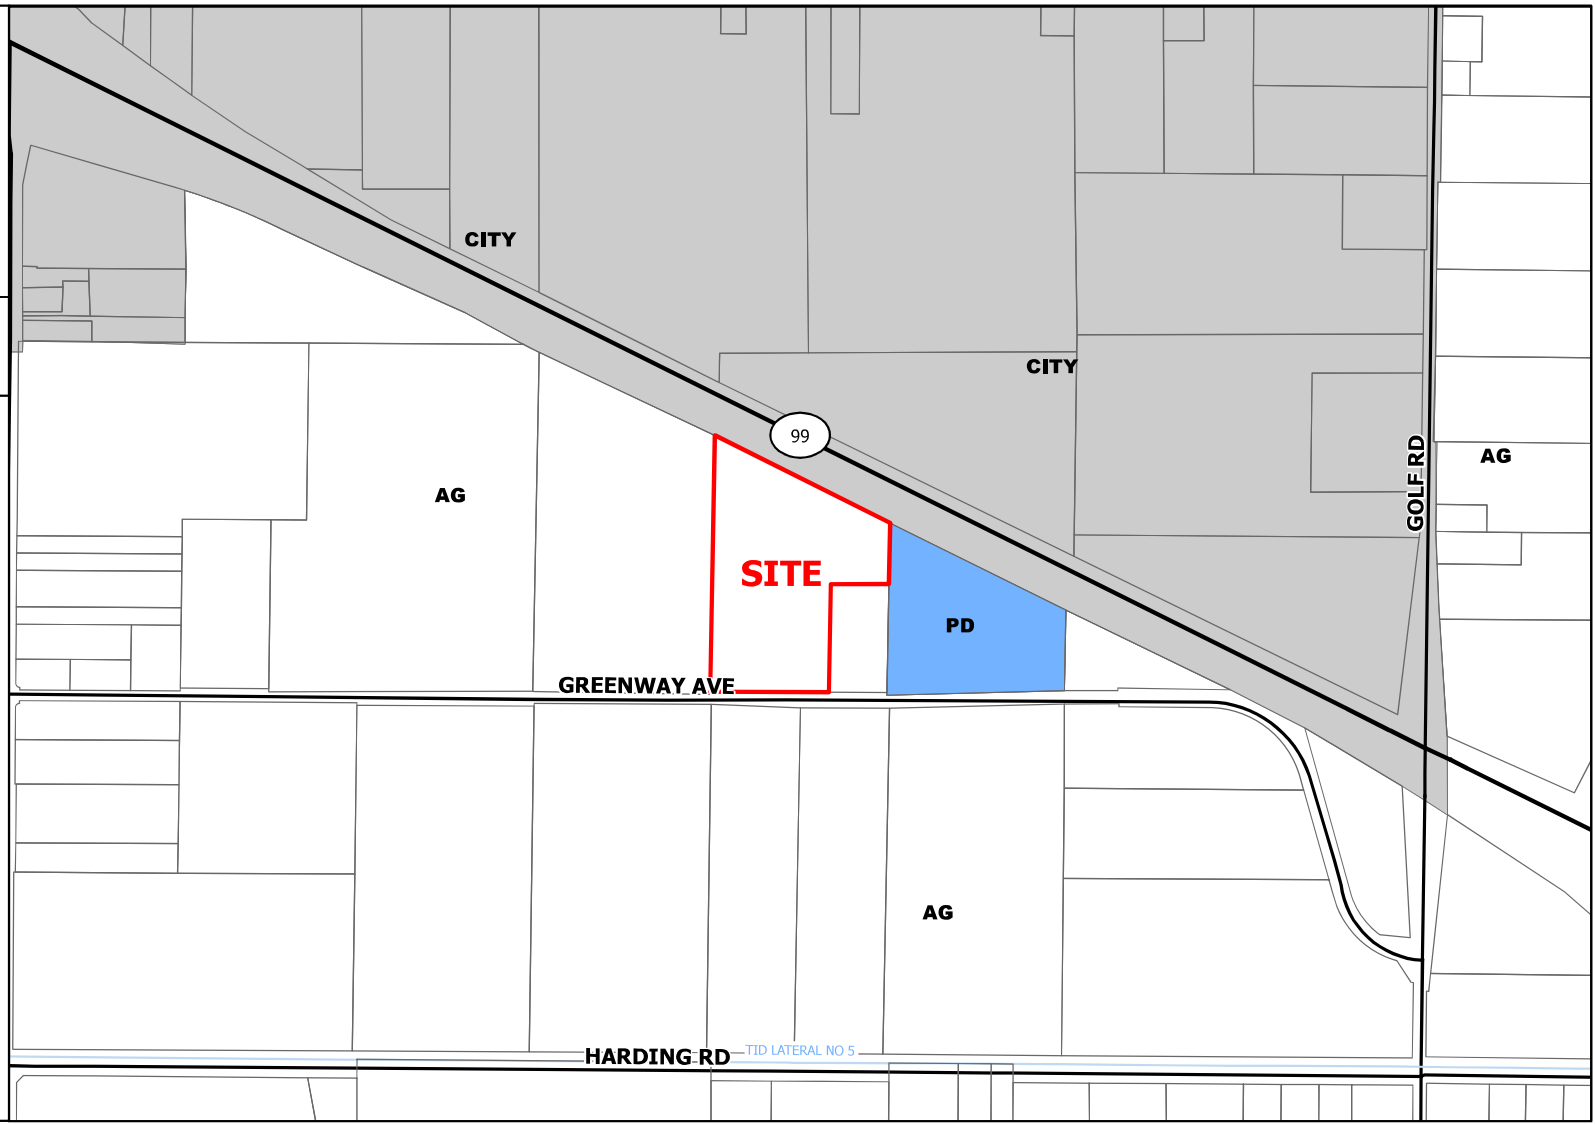 CITY
CITY
99
GOLF RD
AG
AG
SITE
PD
GREENWAY AVE
AG
HARDING RD
TID LATERAL NO 5